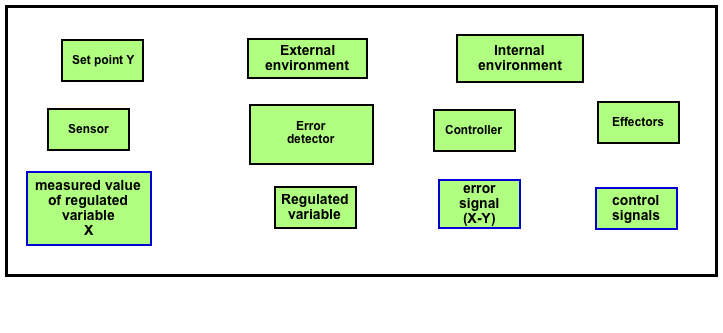 Set point Y
External
environment
Internal
environment
Sensor
Error
detector
Controller
Effectors
measured value
of regulated
variable
X
Regulated
variable
error
signal
(X-Y)
control
signals